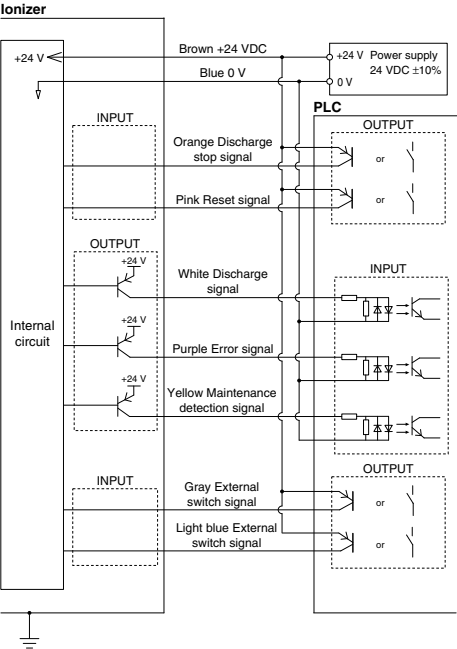 Ionizer
Brown +24 VDC
+24 V
+24 V Power supply
24 VDC ±10%
Blue 0 V
0 V
PLC
INPUT
OUTPUT
Orange Discharge
stop signal
or
Pink Reset signal
or
OUTPUT
+24 V
White Discharge
signal
INPUT
Internal
circuit
+24 V
Purple Error signal
+24 V
Yellow Maintenance
detection signal
INPUT
OUTPUT
Gray External
switch signal
or
Light blue External
switch signal
or